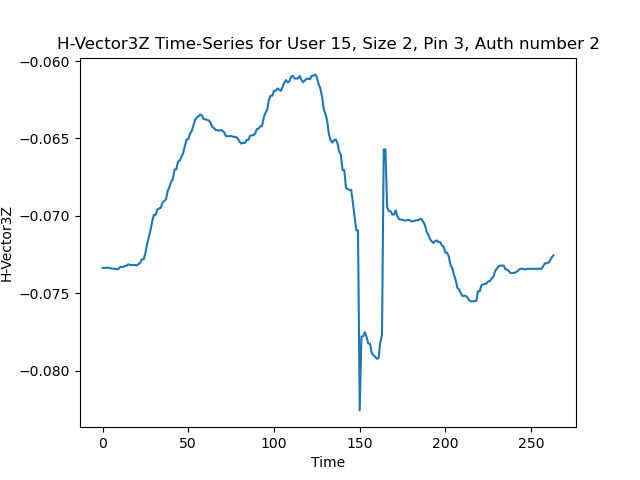 H-Vector3Z Time-Series for User 15, Size 2, Pin 3, Auth number 2
H-Vector3Z
−0.060
−0.065
−0.070
−0.075
−0.080
0 50 100 150 200 250
Time